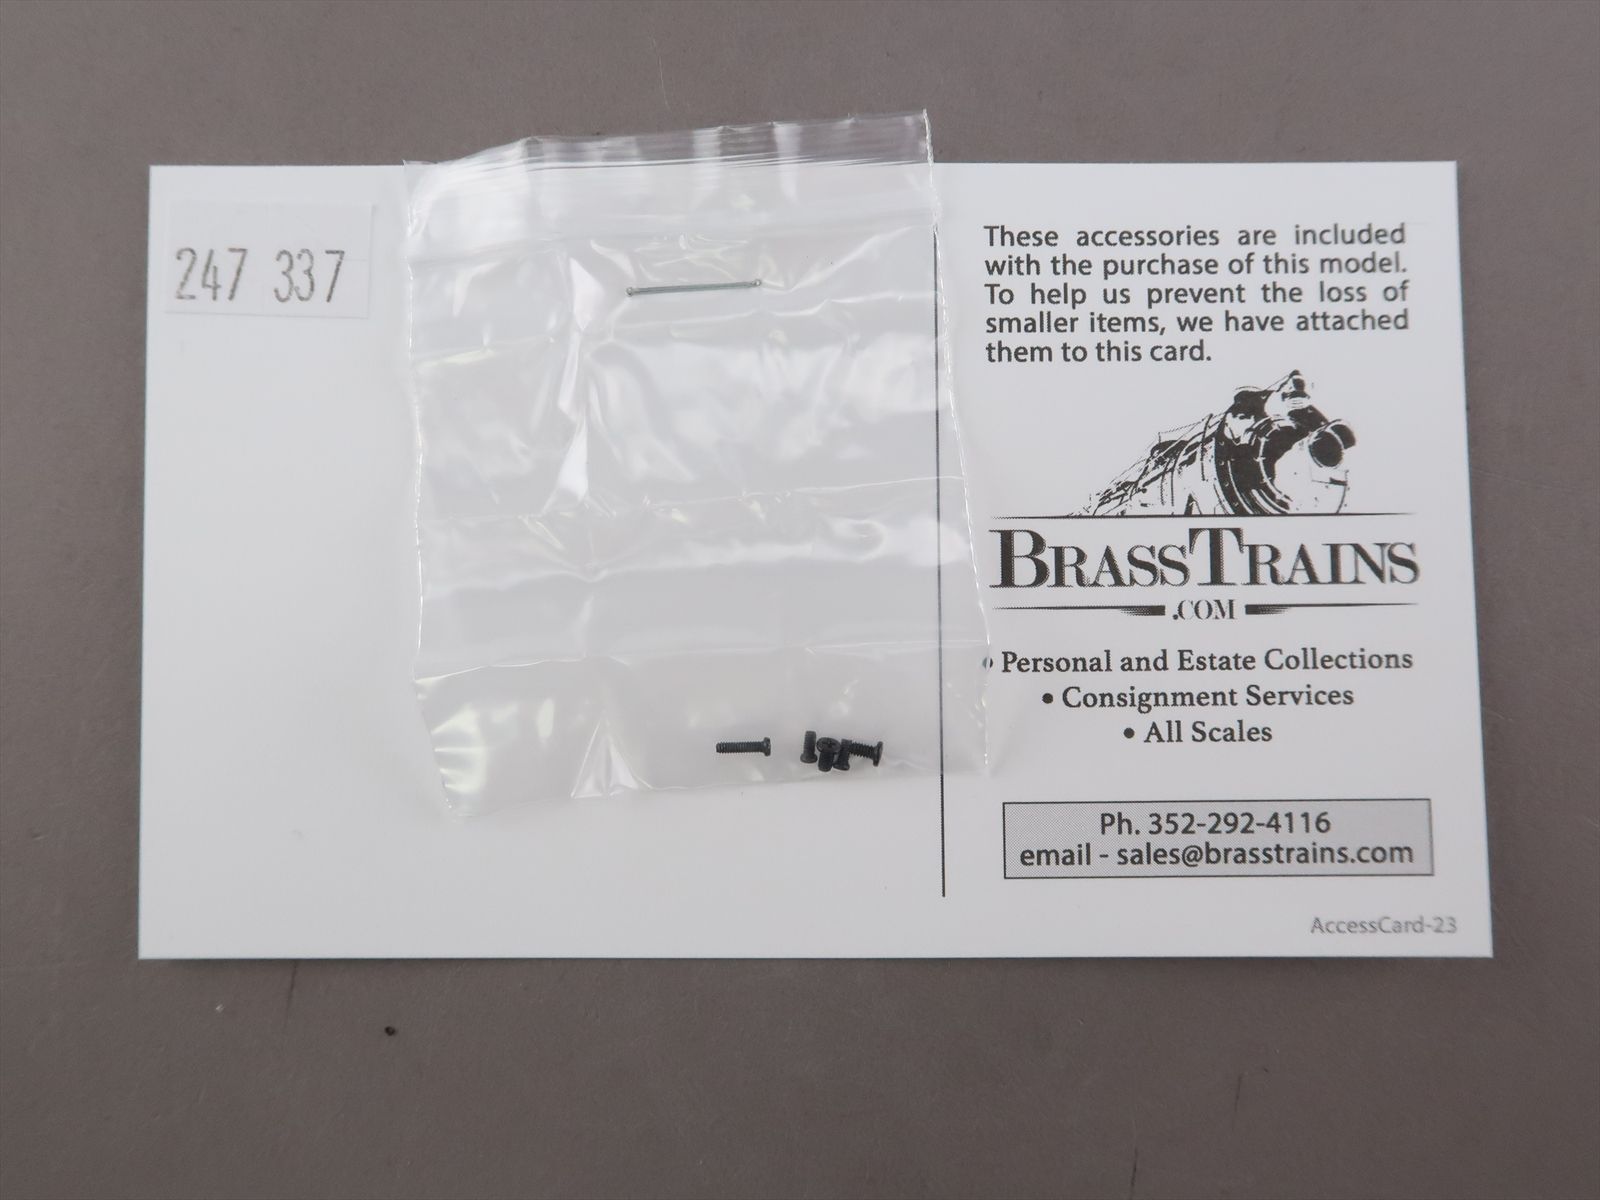 247 337
These accessories are included
with the purchase of this model.
To help us prevent the loss of
smaller items, we have attached
them to this card.
BRASSTRAINS
.COM
• Personal and Estate Collections
• Consignment Services
• All Scales
Ph. 352-292-4116
email - sales@brasstrains.com
AccessCard-23